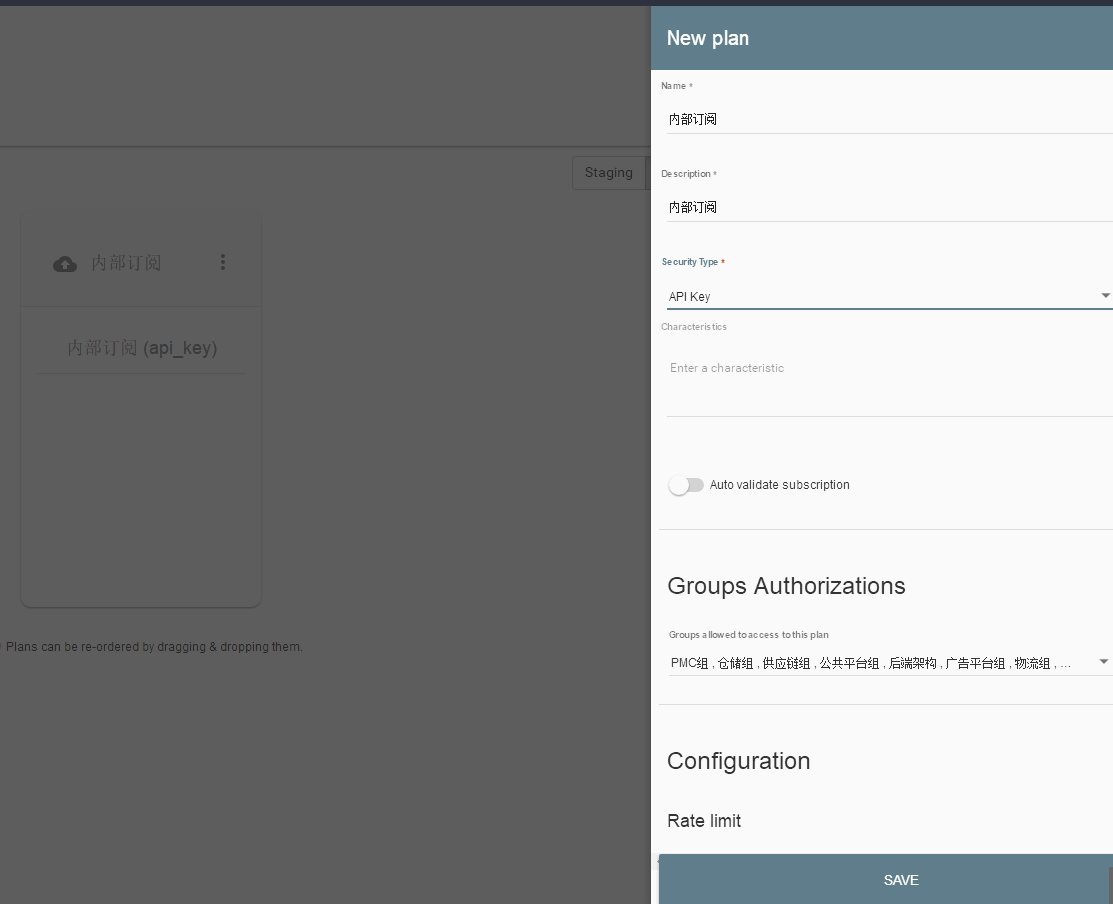 Staging
内部订阅
内部订阅 (api_key)
Plans can be re-ordered by dragging & dropping them.
New plan
Name *
内部订阅
Description *
内部订阅
Security Type *
API Key
Characteristics
Enter a characteristic
Auto validate subscription
Groups Authorizations
Groups allowed to access to this plan
PMC组 , 仓储组 , 供应链组 , 公共平台组 , 后端架构 , 广告平台组 , 物流组 , ...
Configuration
Rate limit
SAVE